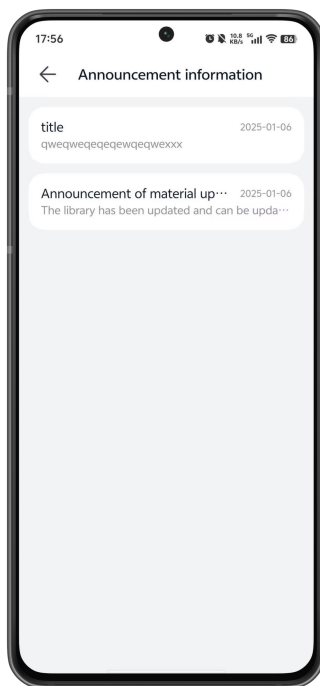 17:56
10.8 KB/s 5G 86
Announcement information
title 2025-01-06
qweqweqeqeqewqeqwexxx
Announcement of material up··· 2025-01-06
The library has been updated and can be upda···